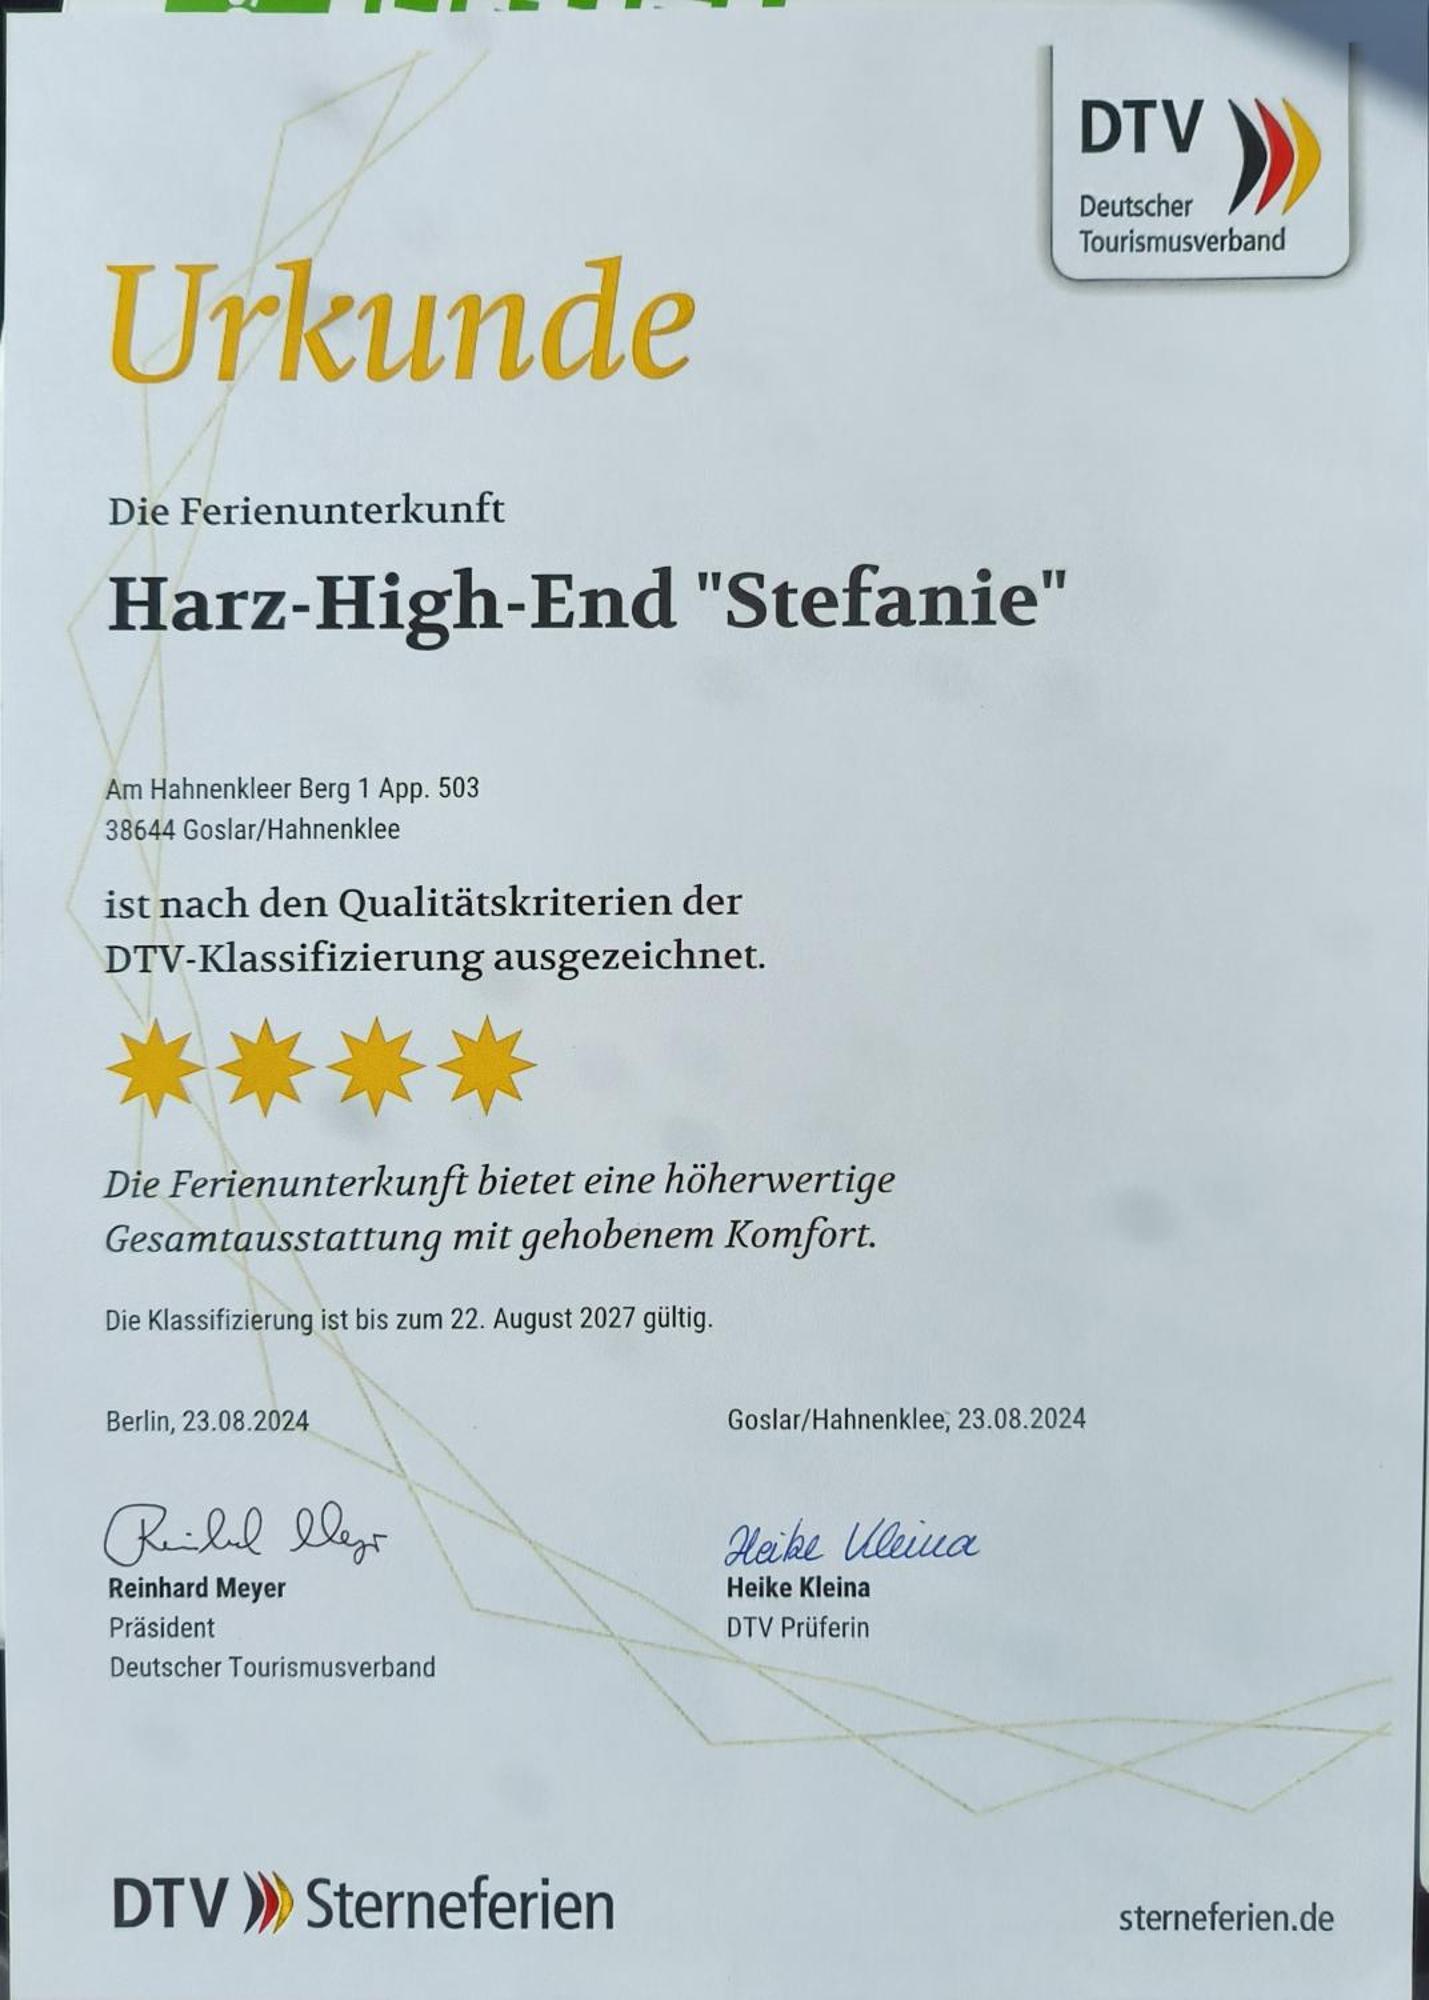 DTV
Deutscher
Tourismusverband
Urkunde
Die Ferienunterkunft
Harz-High-End "Stefanie"
Am Hahnenkleer Berg 1 App. 503
38644 Goslar/Hahnenklee
ist nach den Qualitätskriterien der
DTV-Klassifizierung ausgezeichnet.
Die Ferienunterkunft bietet eine höherwertige
Gesamtausstattung mit gehobenem Komfort.
Die Klassifizierung ist bis zum 22. August 2027 gültig.
Berlin, 23.08.2024
Goslar/Hahnenklee, 23.08.2024
Reinhard Meyer
Heike Kleina
Reinhard Meyer
Präsident
Deutscher Tourismusverband
Heike Kleina
DTV Prüferin
DTV Sterneferien
sterneferien.de